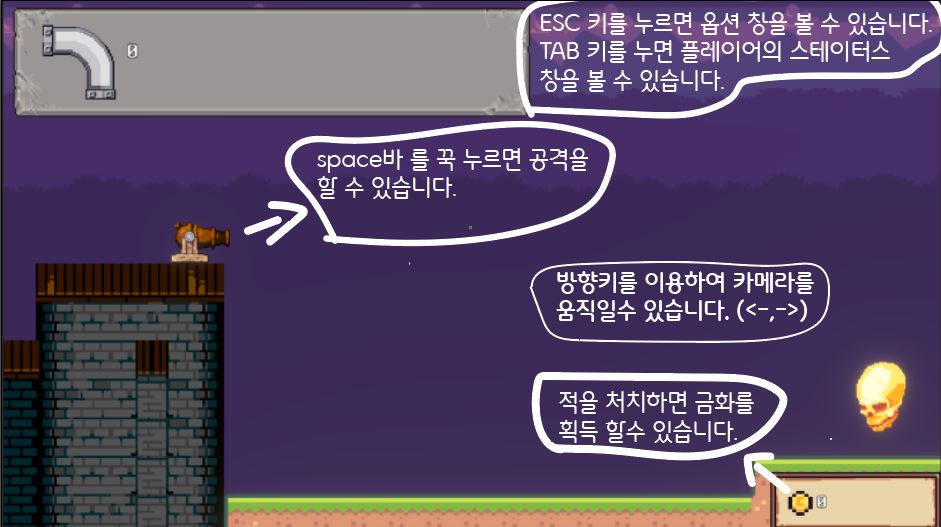 0
ESC 키를 누르면 옵션 창을 볼 수 있습니다.
TAB 키를 누면 플레이어의 스테이터스
창을 볼 수 있습니다.
space바 를 꾹 누르면 공격을
할 수 있습니다.
방향키를 이용하여 카메라를
움직일수 있습니다. (<-,->)
적을 처치하면 금화를
획득 할수 있습니다.
0